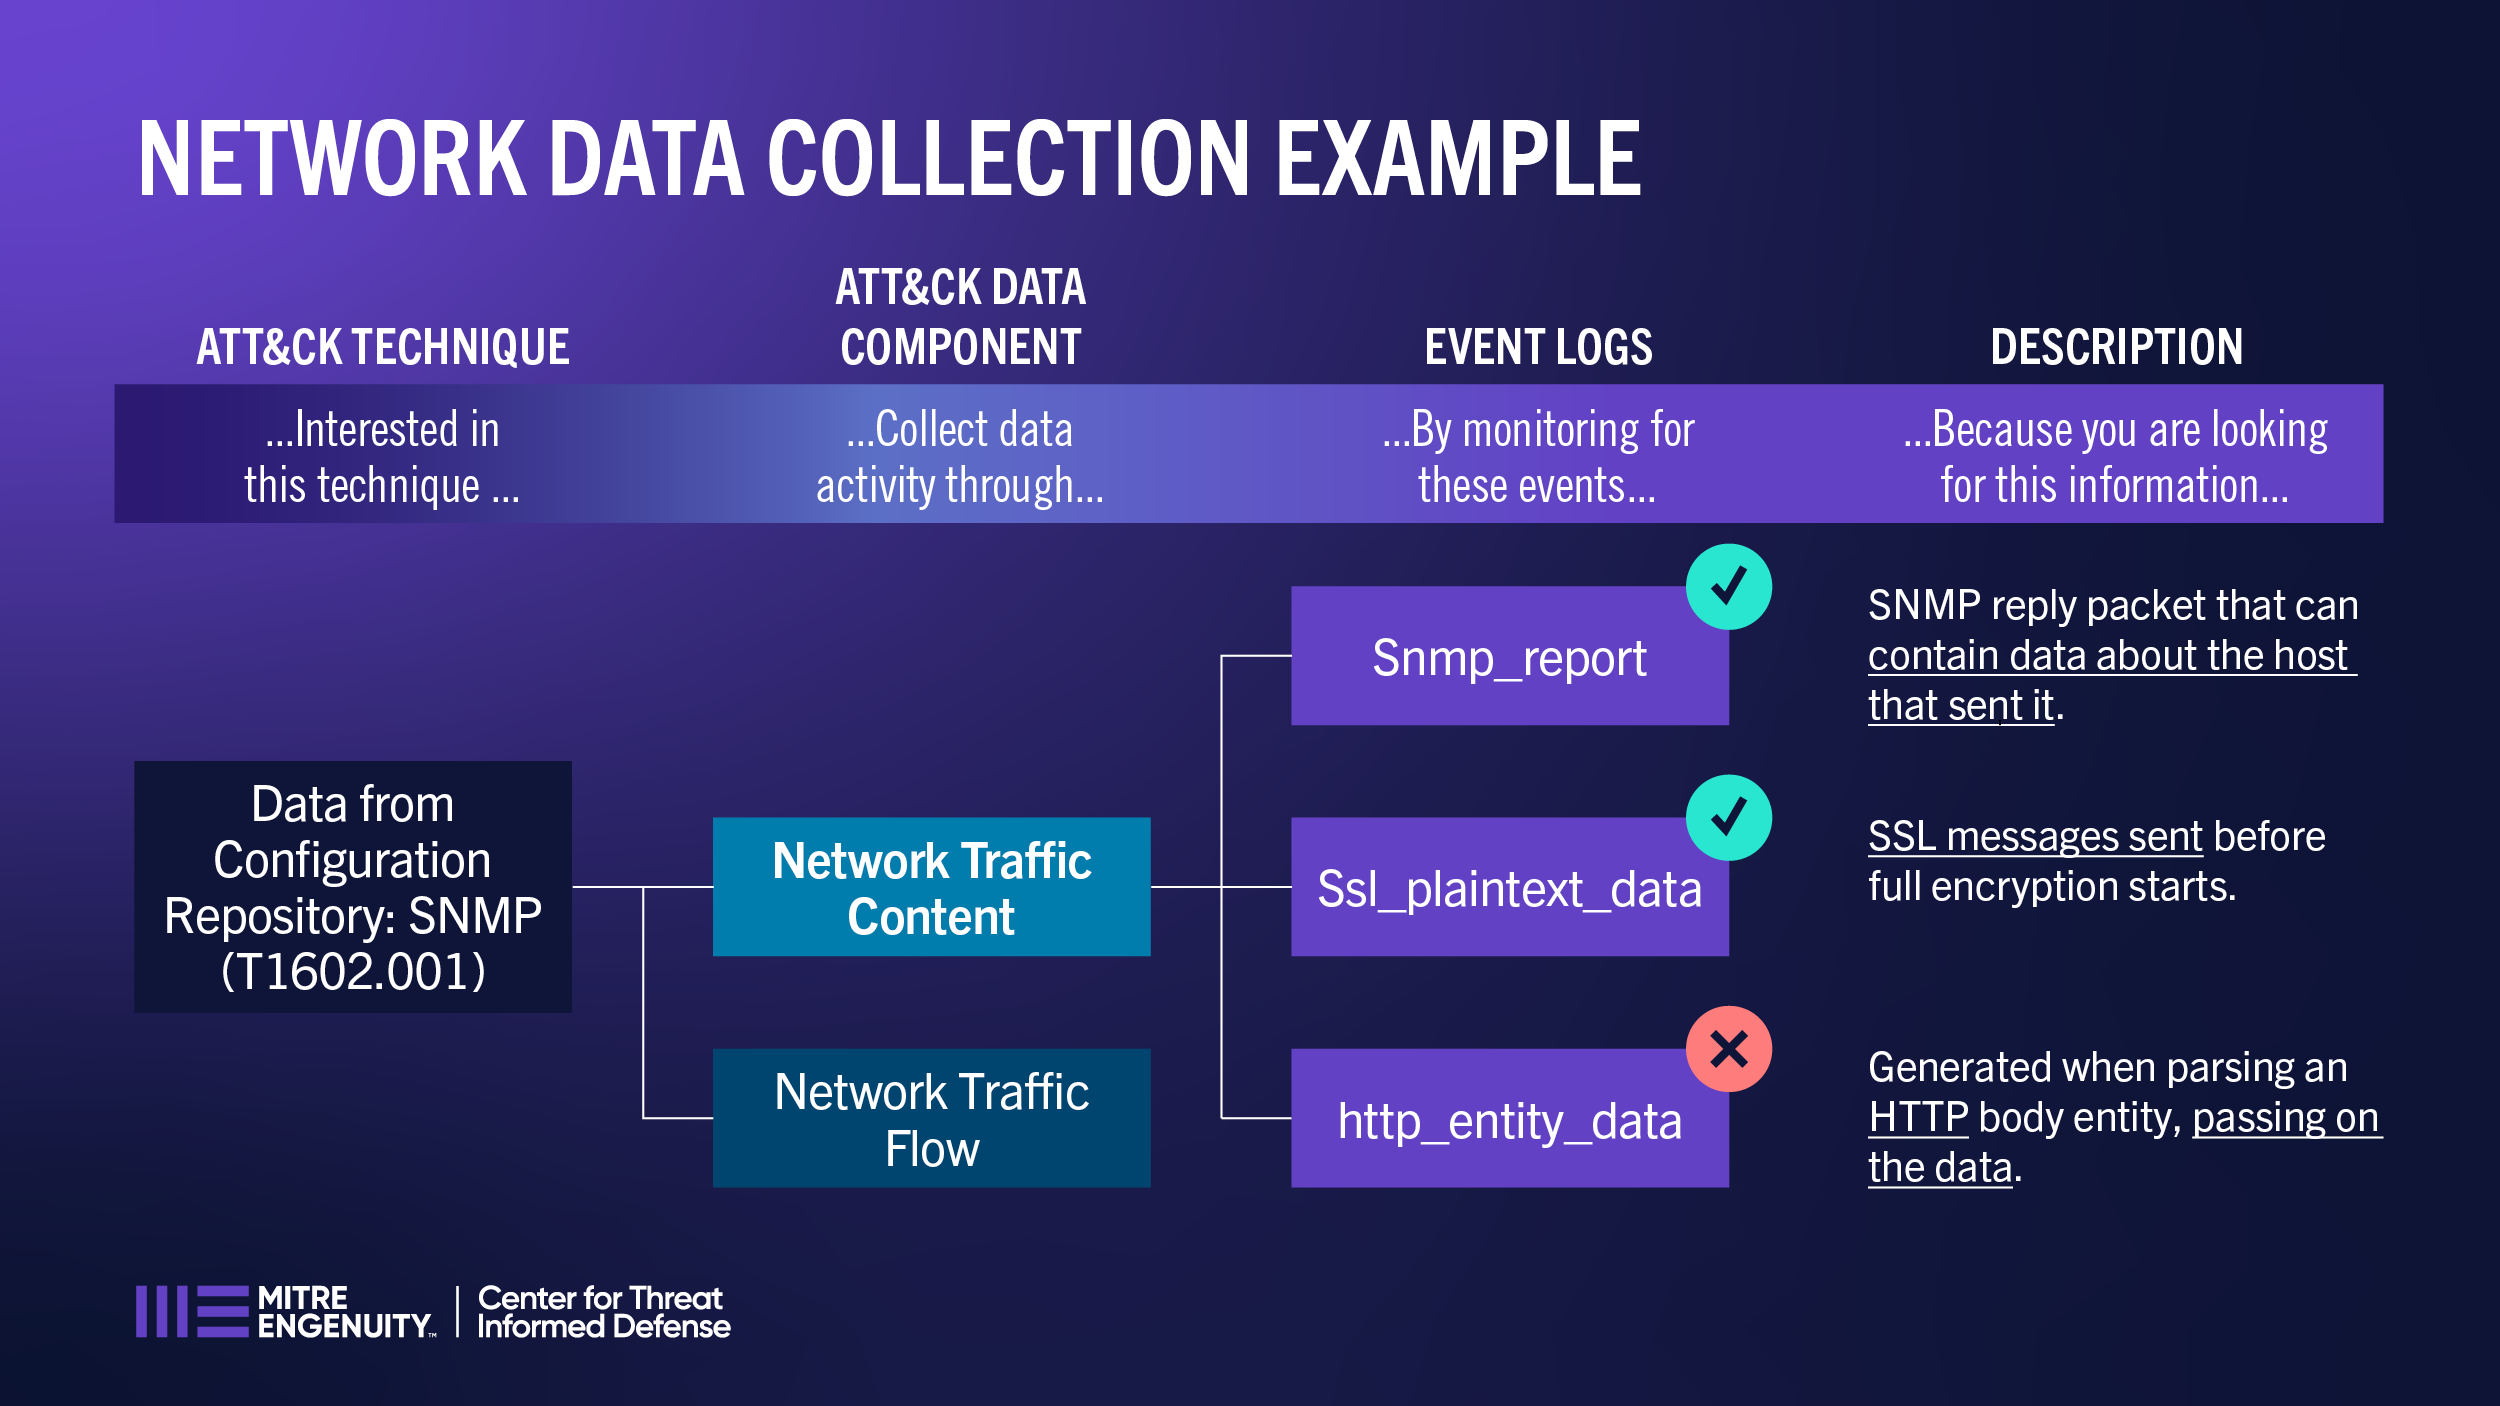 NETWORK DATA COLLECTION EXAMPLE
ATT&CK TECHNIQUE
ATT&CK DATA
COMPONENT
EVENT LOGS
DESCRIPTION
...Interested in
this technique ...
...Collect data
activity through...
...By monitoring for
these events...
...Because you are looking
for this information...
Data from
Configuration
Repository: SNMP
(T1602.001)
Network Traffic
Content
Network Traffic
Flow
Snmp_report
SNMP reply packet that can
contain data about the host
that sent it.
Ssl_plaintext_data
SSL messages sent before
full encryption starts.
http_entity_data
Generated when parsing an
HTTP body entity, passing on
the data.
MITRE
ENGENUITY™
Center for Threat
Informed Defense